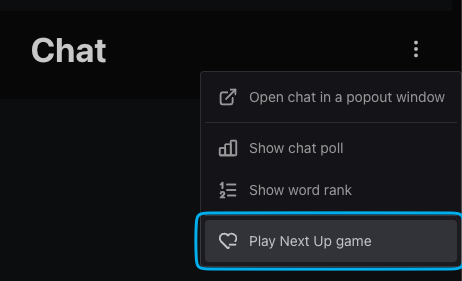 Chat
Open chat in a popout window
Show chat poll
Show word rank
Play Next Up game